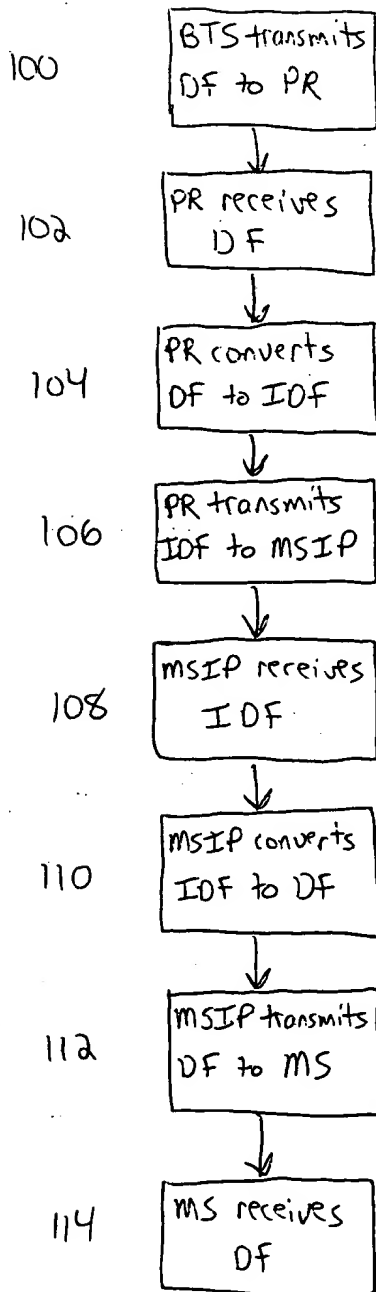 100
BTS transmits
DF to PR
102
PR receives
DF
104
PR converts
DF to IDF
106
PR transmits
IDF to MSIP
108
MSIP receives
IDF
110
MSIP converts
IDF to DF
112
MSIP transmits
DF to MS
114
MS receives
DF